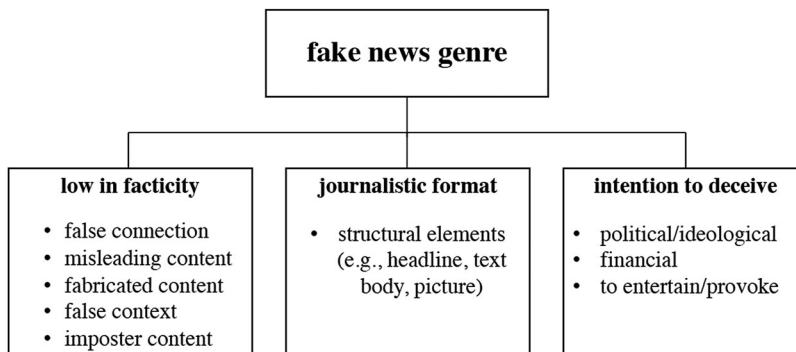 fake news genre
low in facticity
• false connection
• misleading content
• fabricated content
• false context
• imposter content
journalistic format
• structural elements
(e.g., headline, text
body, picture)
intention to deceive
• political/ideological
• financial
• to entertain/provoke